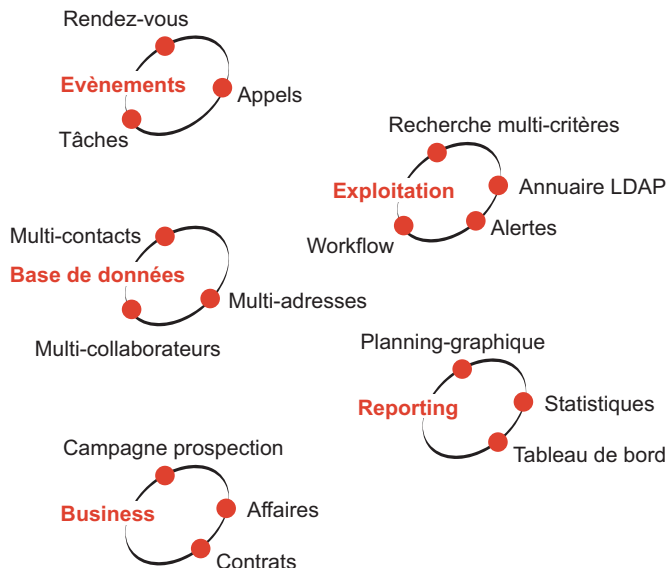 Rendez-vous
Evènements
Appels
Tâches
Recherche multi-critères
Exploitation
Annuaire LDAP
Alertes
Workflow
Multi-contacts
Base de données
Multi-adresses
Multi-collaborateurs
Planning-graphique
Reporting
Statistiques
Tableau de bord
Campagne prospection
Business
Affaires
Contrats